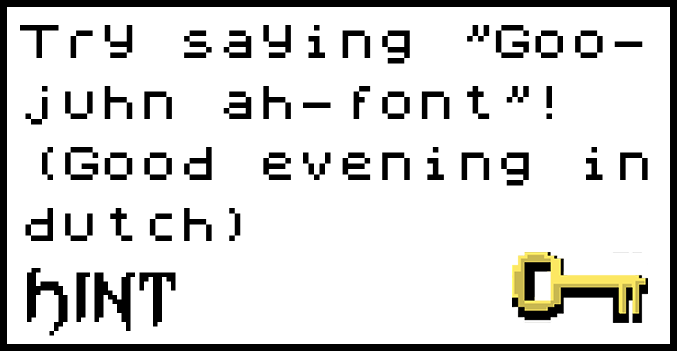 Try saying "Goo-
juhn ah-font"!
(Good evening in
dutch)
HINT